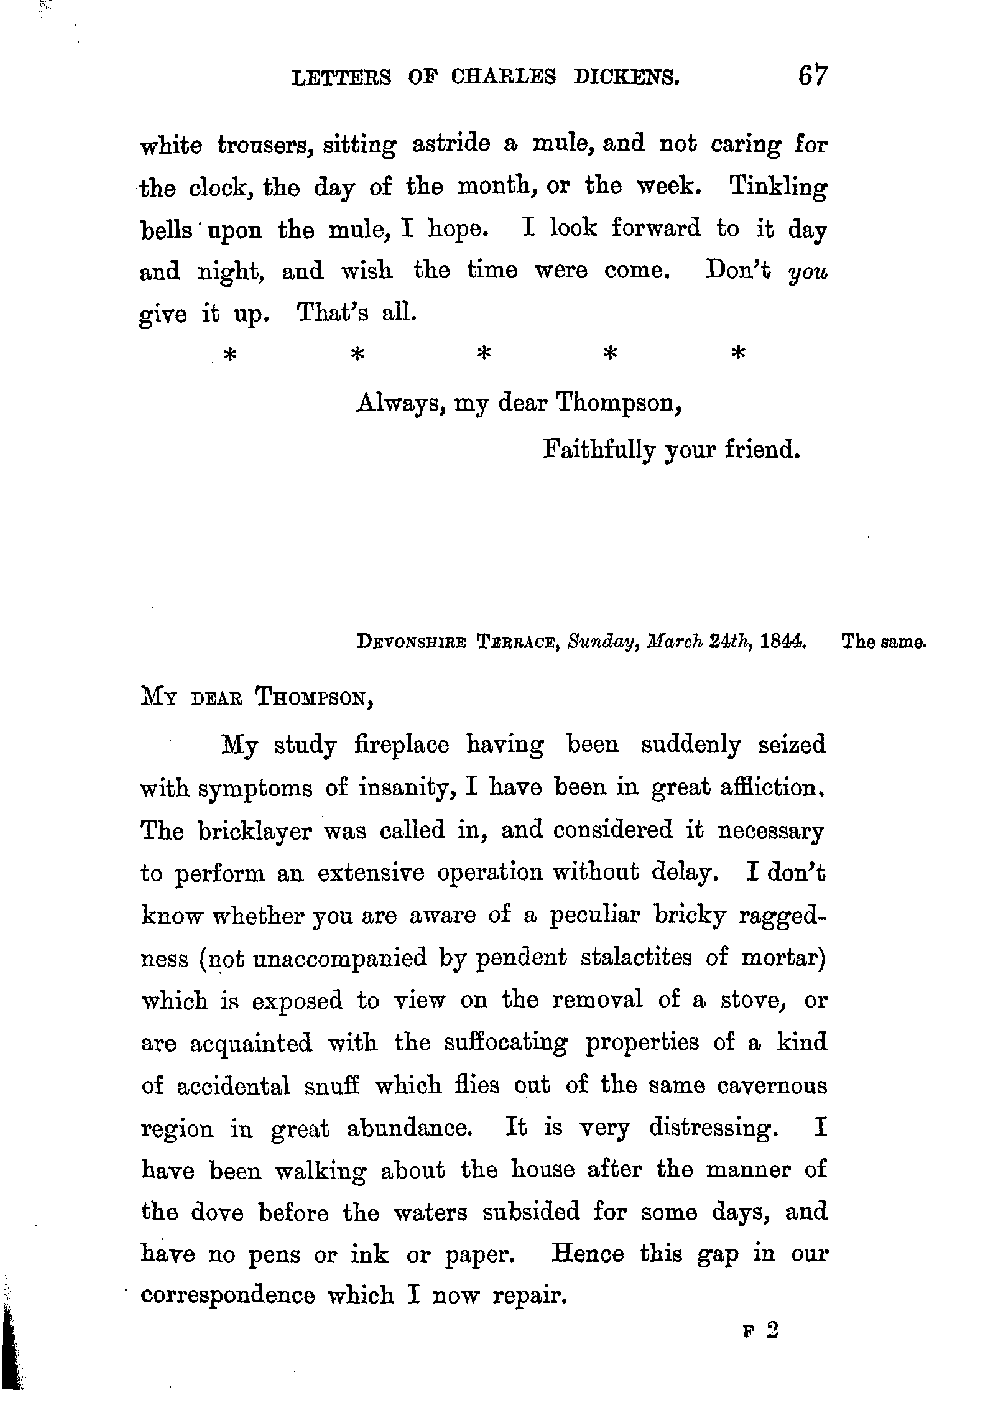 LETTERS OF CHARLES DICKENS. 67
white trousers, sitting astride a mule, and not caring for
the clock, the day of the month, or the week. Tinkling
bells upon the mule, I hope. I look forward to it day
and night, and wish the time were come. Don't you
give it up. That's all.
* * * * *
Always, my dear Thompson,
Faithfully your friend.
DEVONSHIRE TERRACE, Sunday, March 24th, 1844. The same.
MY DEAR THOMPSON,
My study fireplace having been suddenly seized
with symptoms of insanity, I have been in great affliction.
The bricklayer was called in, and considered it necessary
to perform an extensive operation without delay. I don't
know whether you are aware of a peculiar bricky ragged-
ness (not unaccompanied by pendent stalactites of mortar)
which is exposed to view on the removal of a stove, or
are acquainted with the suffocating properties of a kind
of accidental snuff which flies out of the same cavernous
region in great abundance. It is very distressing. I
have been walking about the house after the manner of
the dove before the waters subsided for some days, and
have no pens or ink or paper. Hence this gap in our
correspondence which I now repair.
F 2